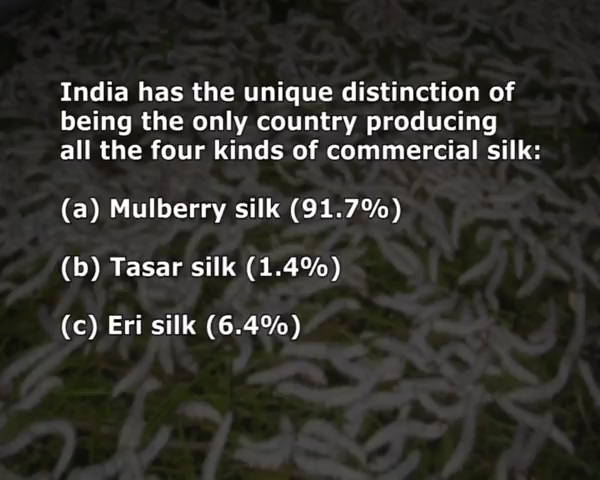 India has the unique distinction of
being the only country producing
all the four kinds of commercial silk:
(a) Mulberry silk (91.7%)
(b) Tasar silk (1.4%)
(c) Eri silk (6.4%)